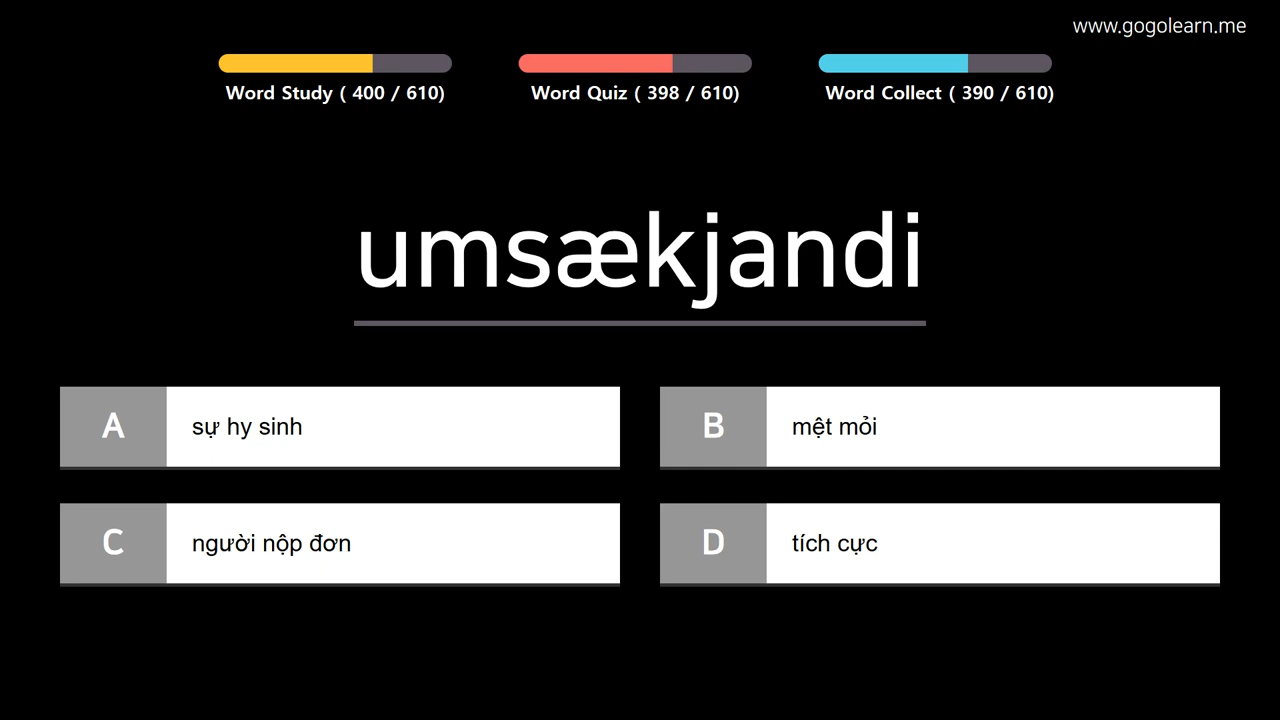 www.gogolearn.me
Word Study ( 400 / 610)
Word Quiz ( 398 / 610)
Word Collect ( 390 / 610)
umsækjandi
A
sự hy sinh
B
mệt mỏi
C
người nộp đơn
D
tích cực